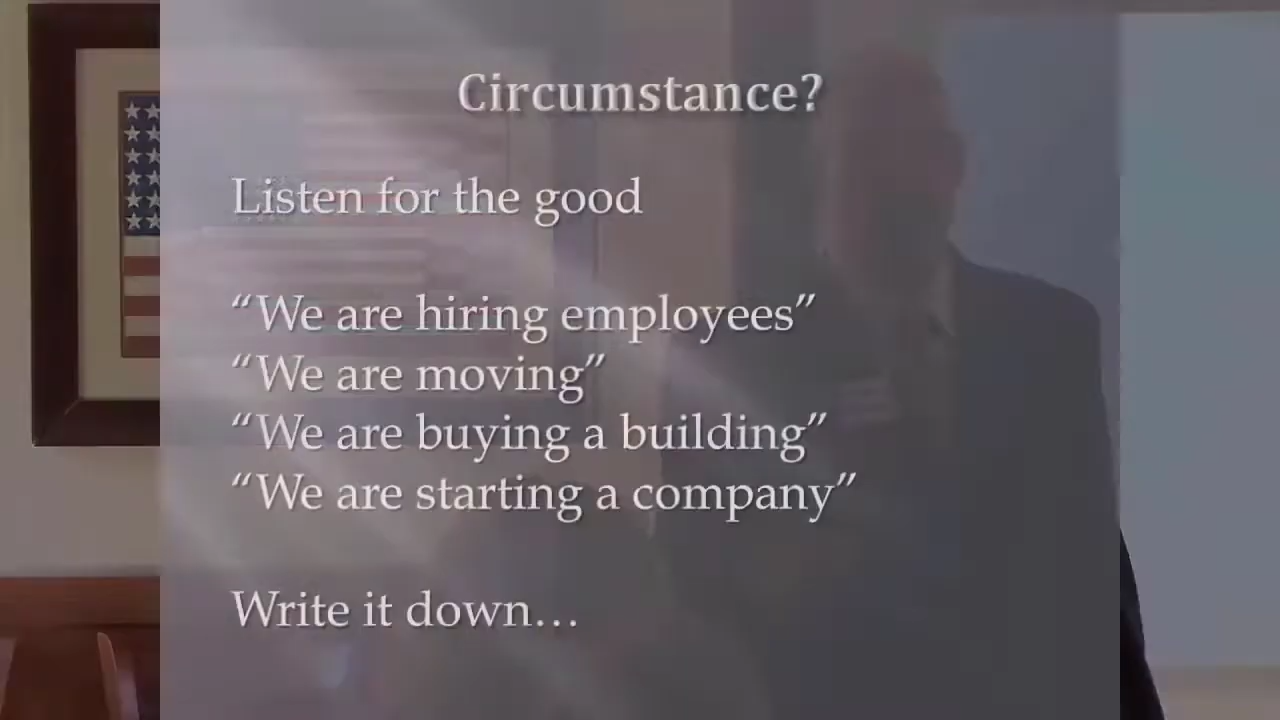 Circumstance?
Listen for the good
“We are hiring employees”
“We are moving”
“We are buying a building”
“We are starting a company”
Write it down…